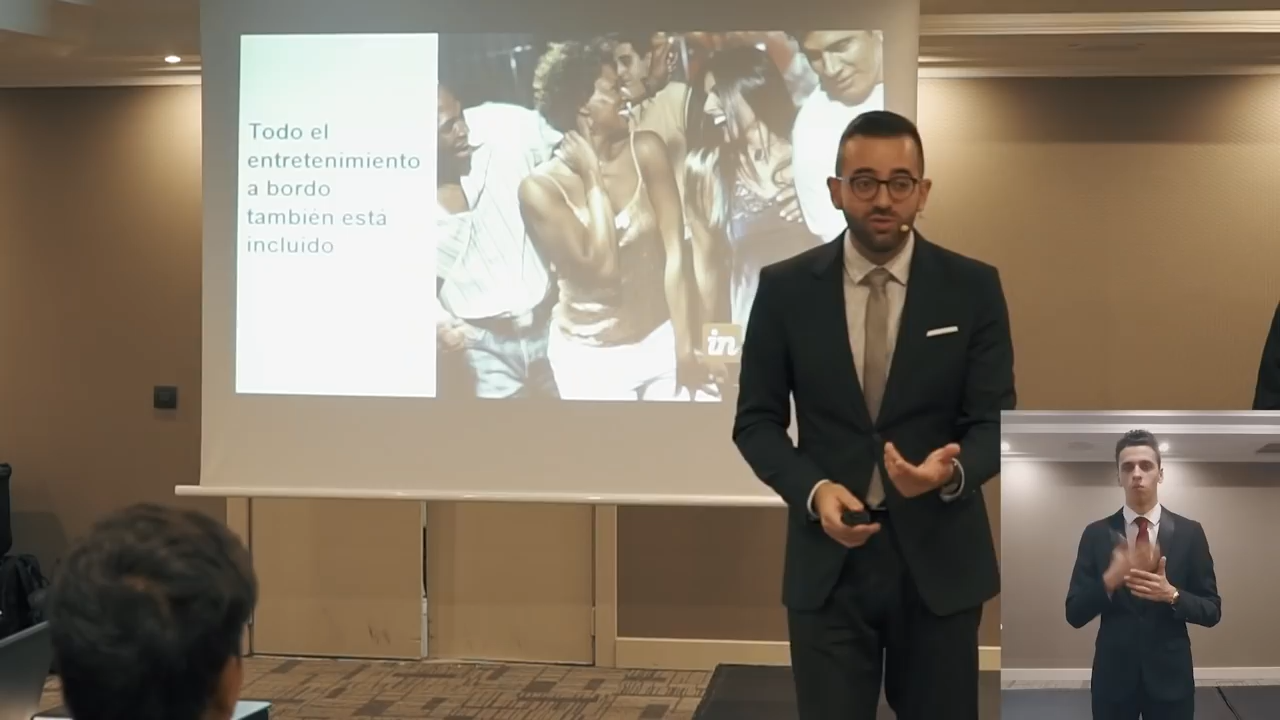 Todo el
entretenimiento
a bordo
también está
incluido
in